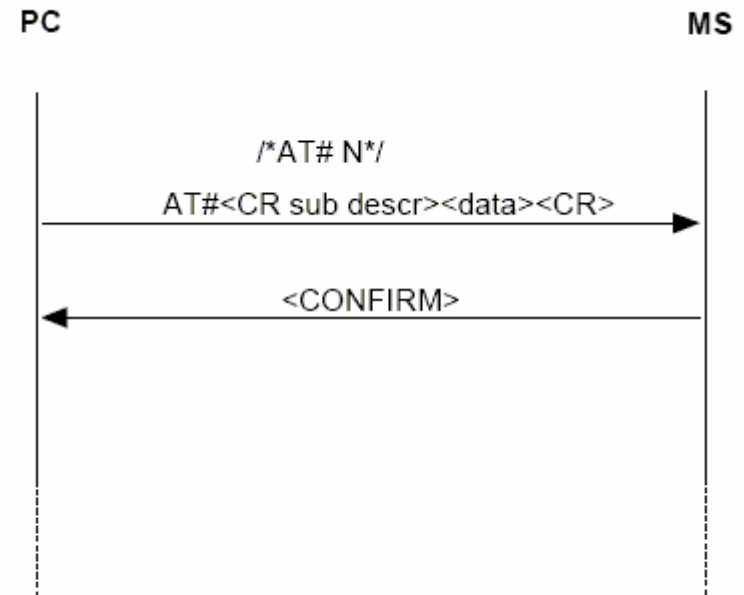 PC MS
/*AT# N*/
AT#<CR sub descr><data><CR>
<CONFIRM>